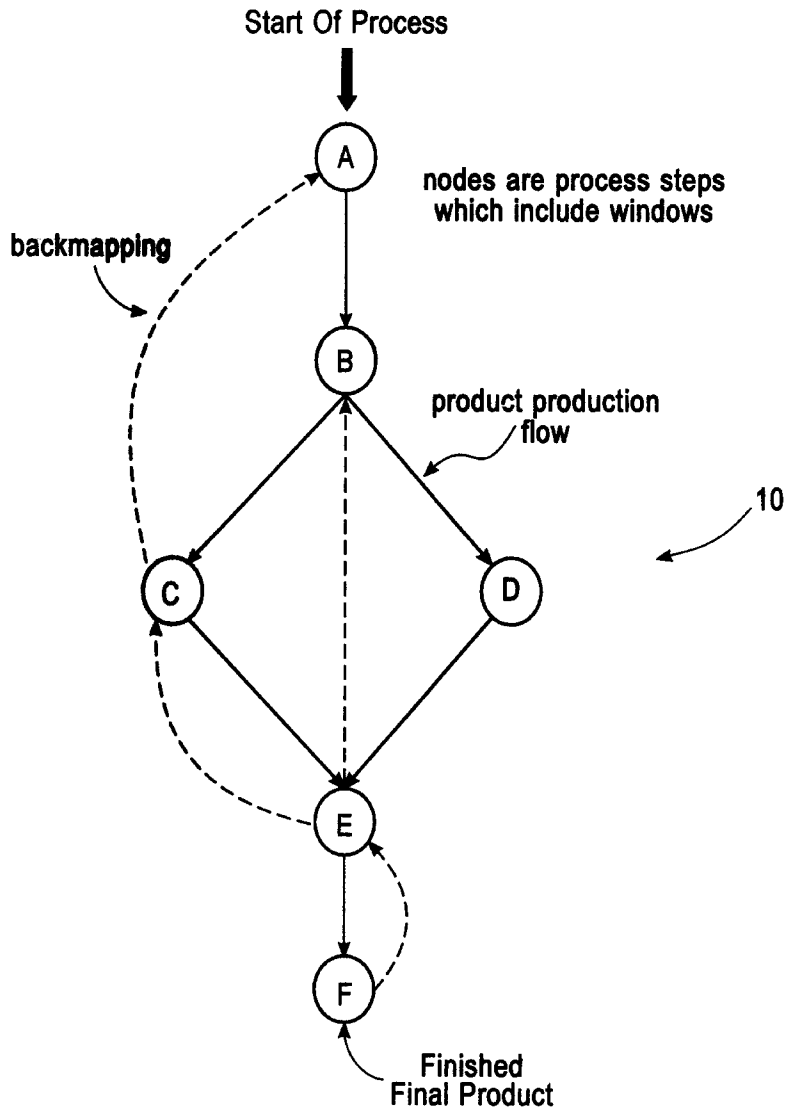 Start Of Process
A
nodes are process steps
which include windows
backmapping
B
product production
flow
10
C
D
E
F
Finished
Final Product